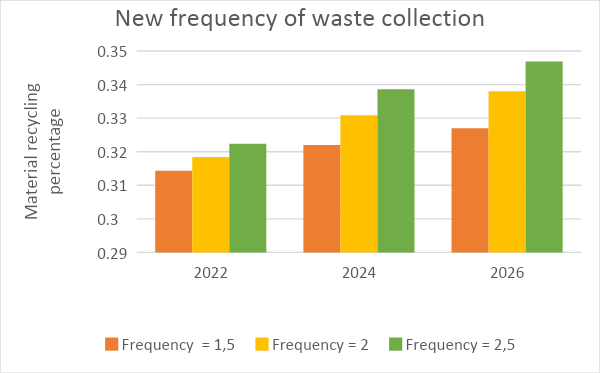 New frequency of waste collection
Material recycling
percentage
0.35
0.34
0.33
0.32
0.31
0.3
0.29
2022 2024 2026
Frequency = 1,5 Frequency = 2 Frequency = 2,5